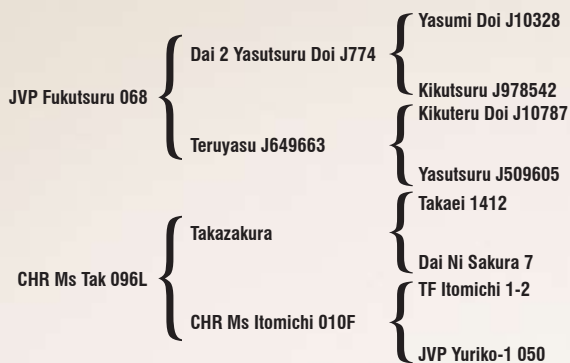 Yasumi Doi J10328
Dai 2 Yasutsuru Doi J774
Kikutsuru J978542
JVP Fukutsuru 068
Kikuteru Doi J10787
Teruyasu J649663
Yasutsuru J509605
Takaei 1412
Takazakura
Dai Ni Sakura 7
CHR Ms Tak 096L
TF Itomichi 1-2
CHR Ms Itomichi 010F
JVP Yuriko-1 050